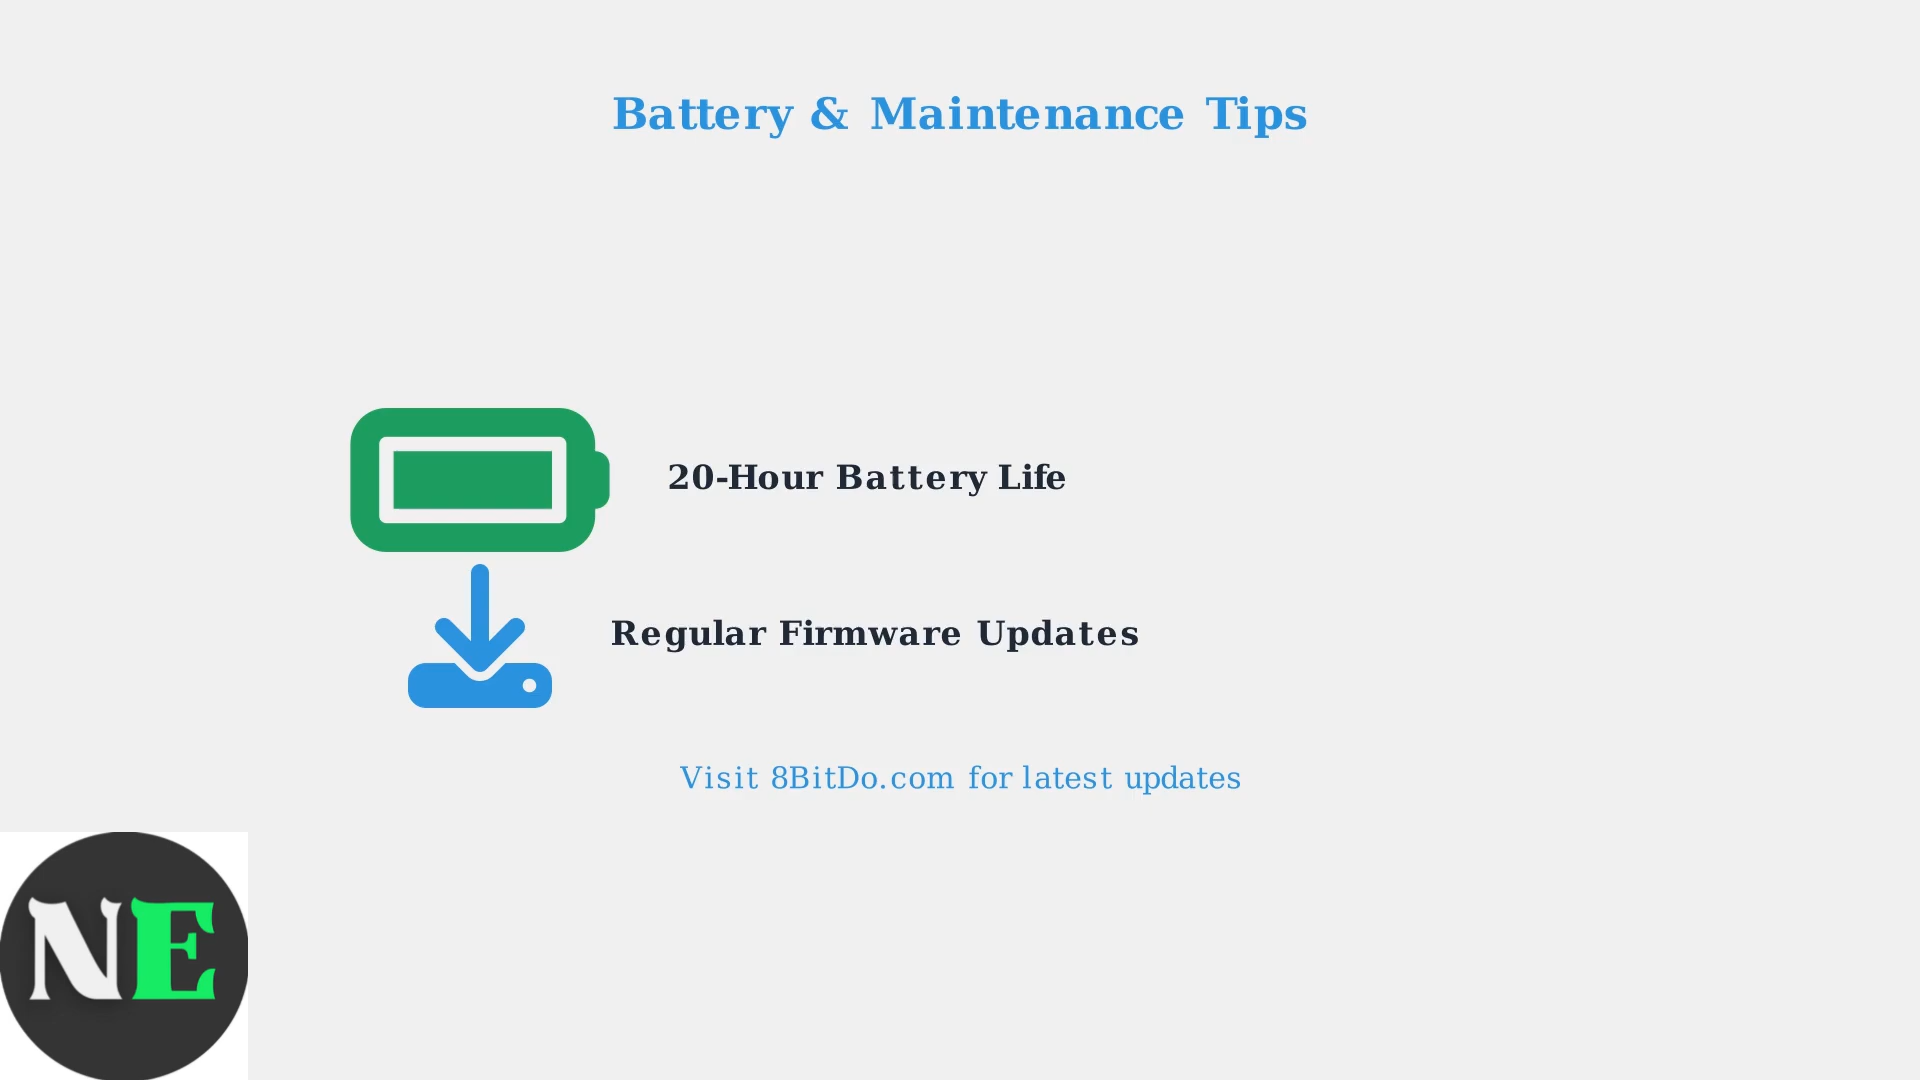 Battery & Maintenance Tips
20-Hour Battery Life
Regular Firmware Updates
Visit 8BitDo.com for latest updates
NE